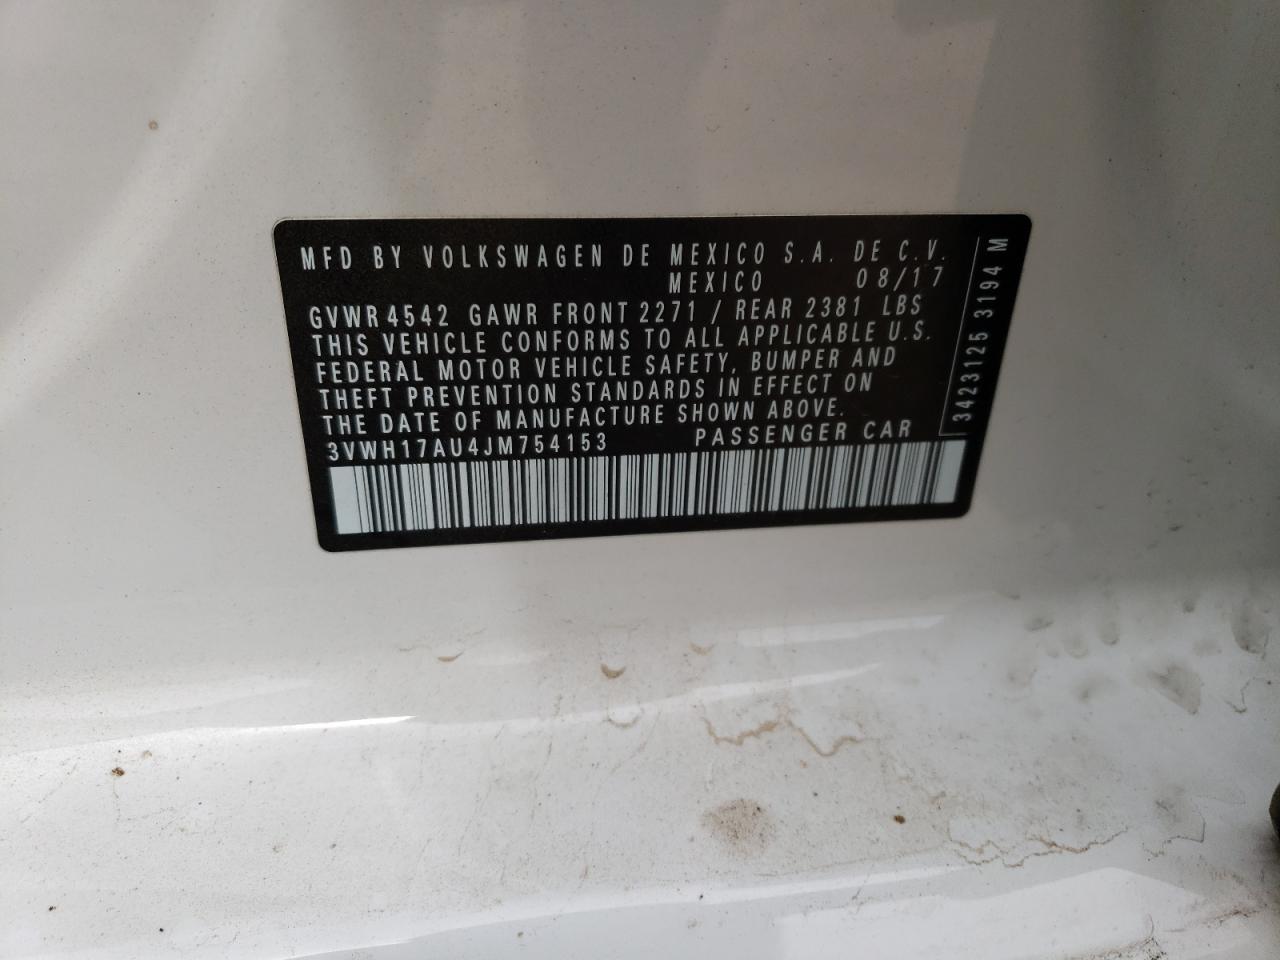 MFD BY VOLKSWAGEN DE MEXICO S.A. DE C.V.
MEXICO 08/17
GVWR 4542 GAWR FRONT 2271 / REAR 2381 LBS
THIS VEHICLE CONFORMS TO ALL APPLICABLE U.S.
FEDERAL MOTOR VEHICLE SAFETY, BUMPER AND
THEFT PREVENTION STANDARDS IN EFFECT ON
THE DATE OF MANUFACTURE SHOWN ABOVE.
3VWH17AU4JM754153 PASSENGER CAR
3423125 3194 M